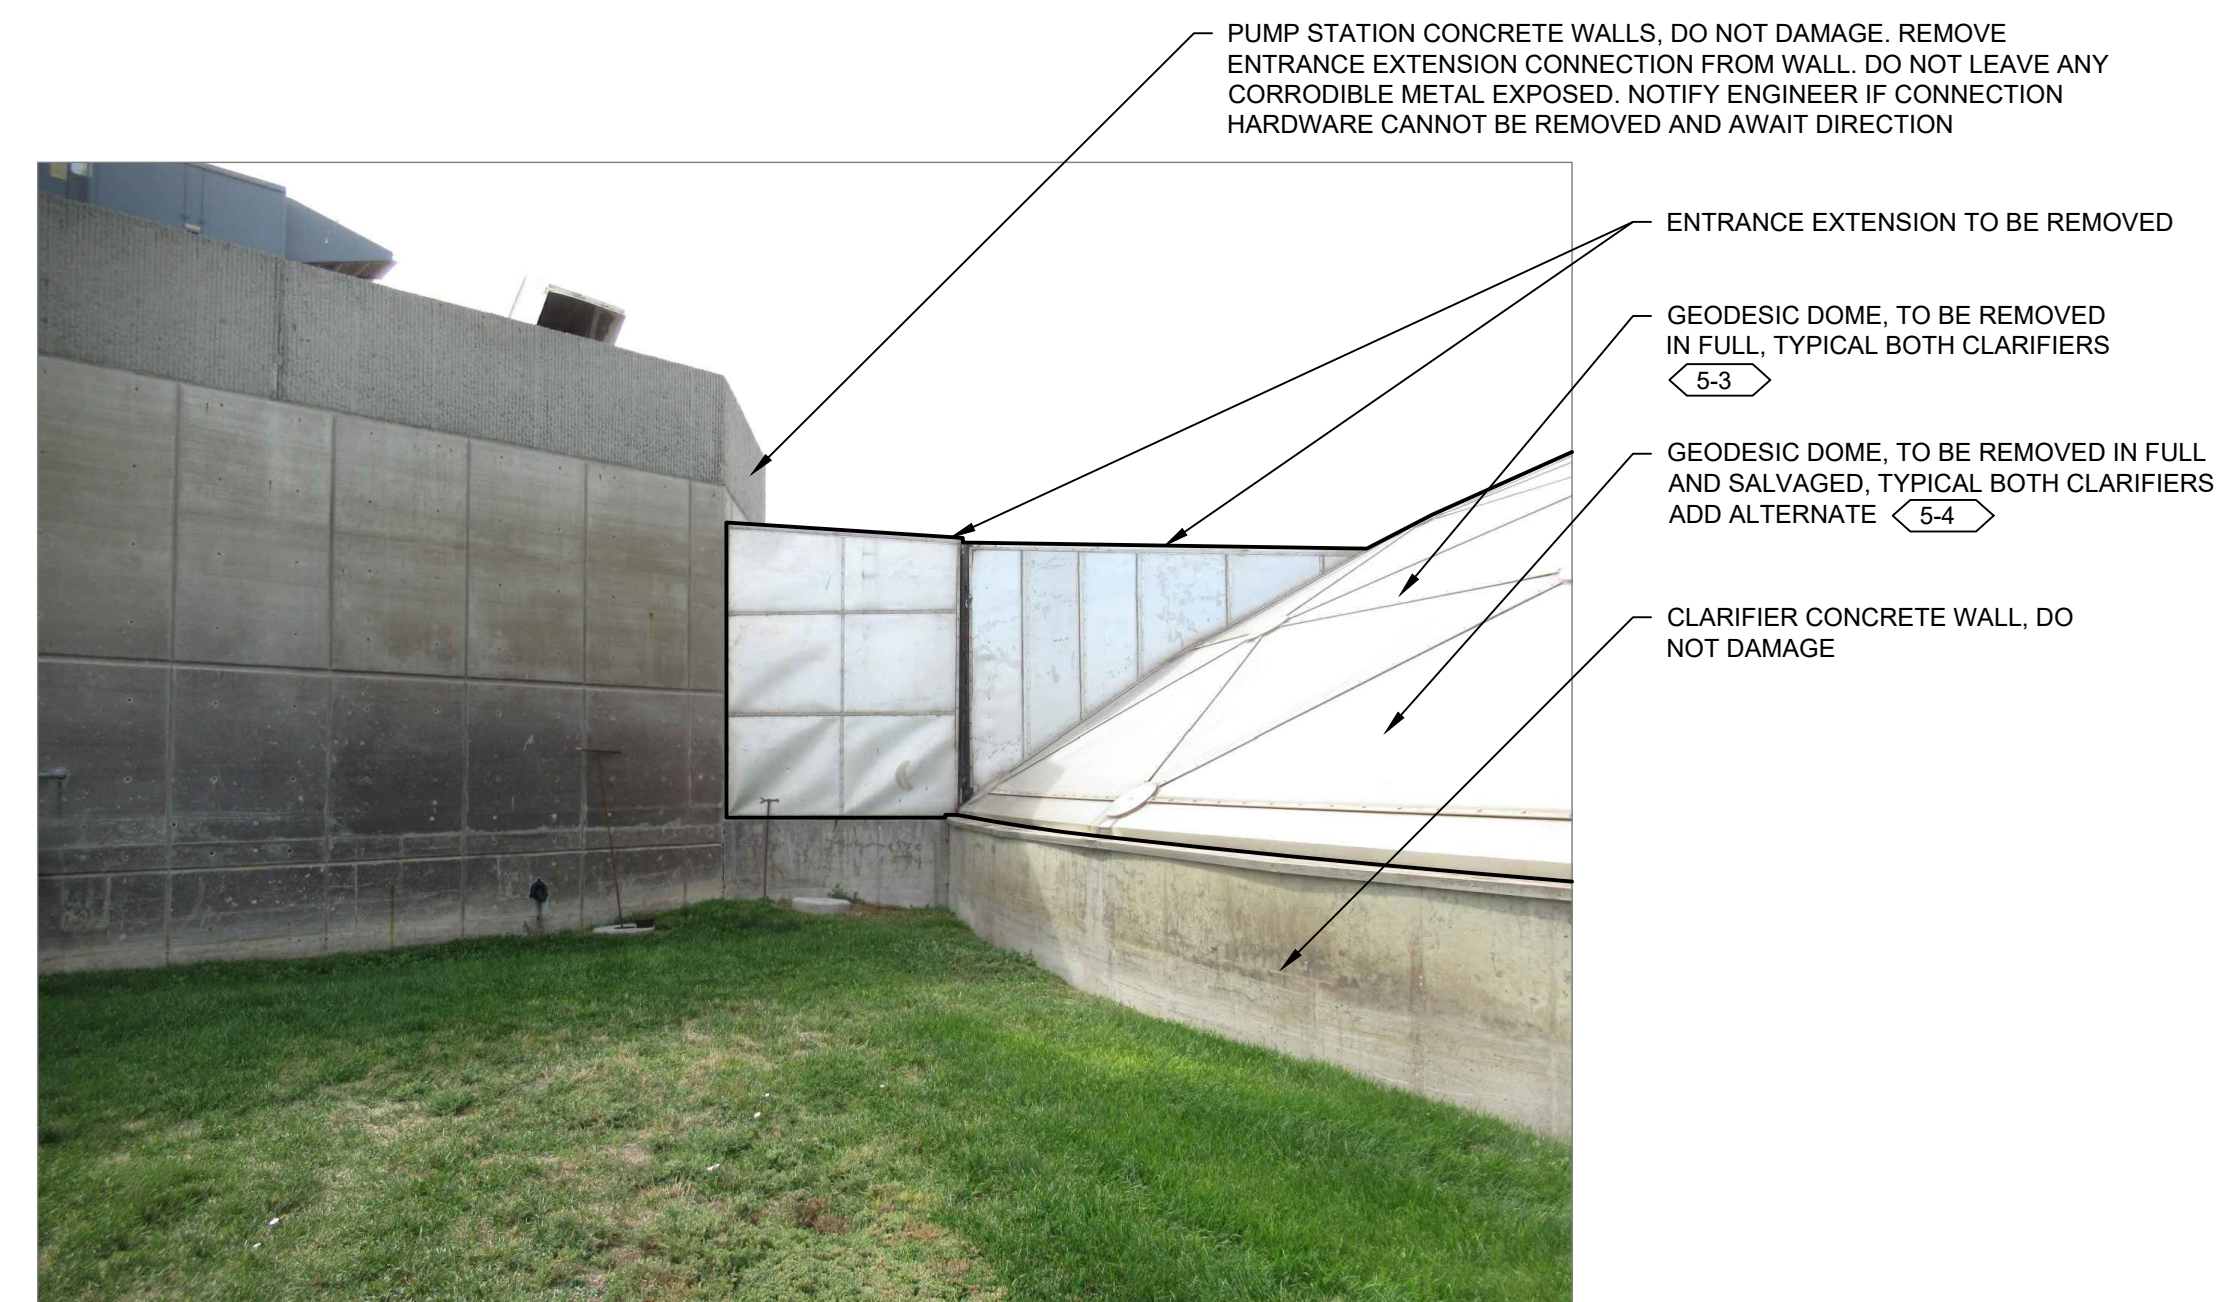 PUMP STATION CONCRETE WALLS, DO NOT DAMAGE. REMOVE
ENTRANCE EXTENSION CONNECTION FROM WALL. DO NOT LEAVE ANY
CORRODIBLE METAL EXPOSED. NOTIFY ENGINEER IF CONNECTION
HARDWARE CANNOT BE REMOVED AND AWAIT DIRECTION
ENTRANCE EXTENSION TO BE REMOVED
GEODESIC DOME, TO BE REMOVED
IN FULL, TYPICAL BOTH CLARIFIERS
5-3
GEODESIC DOME, TO BE REMOVED IN FULL
AND SALVAGED, TYPICAL BOTH CLARIFIERS
ADD ALTERNATE 5-4
CLARIFIER CONCRETE WALL, DO
NOT DAMAGE